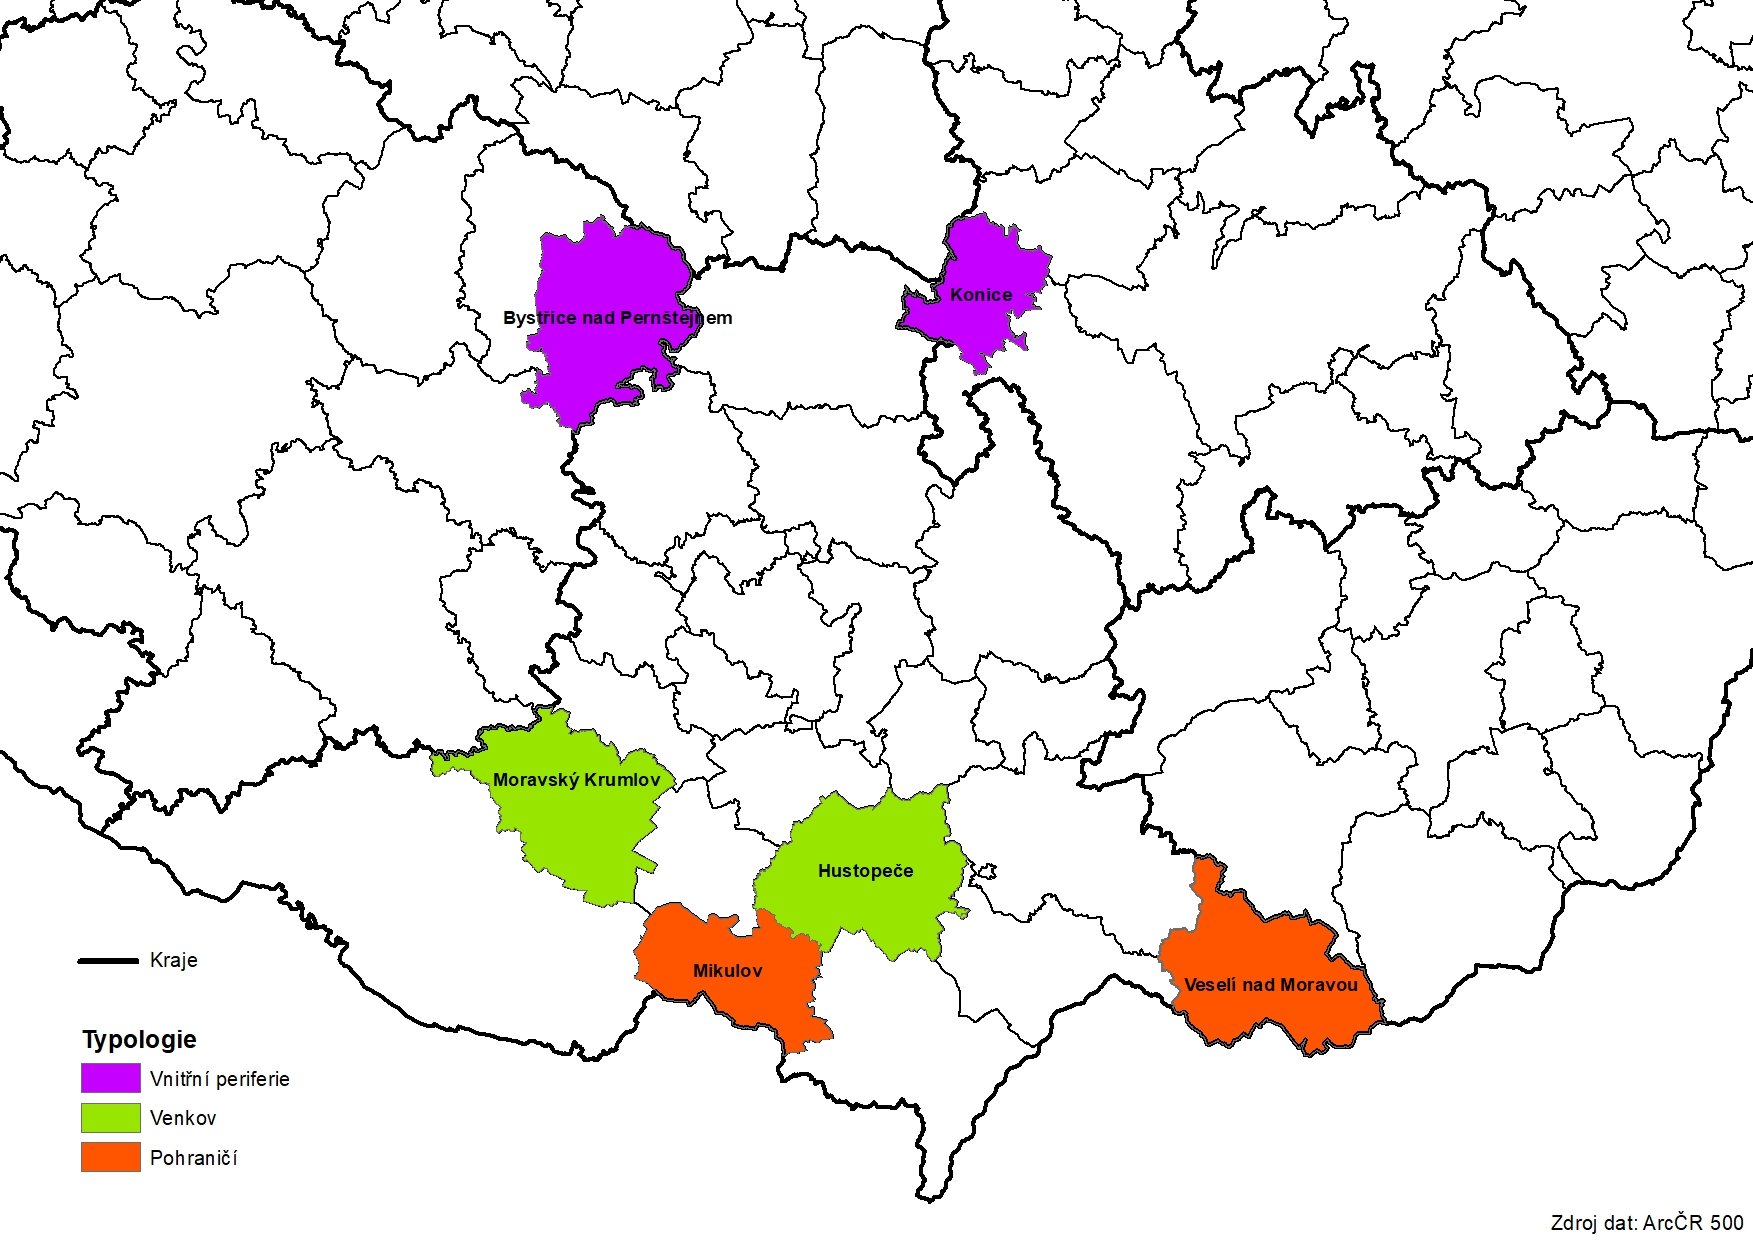 Konice
Bystřice nad Pernštejnem
Moravský Krumlov
Hustopeče
Mikulov
Veselí nad Moravou
Kraje
Typologie
Vnitřní periferie
Venkov
Pohraničí
Zdroj dat: ArcČR 500